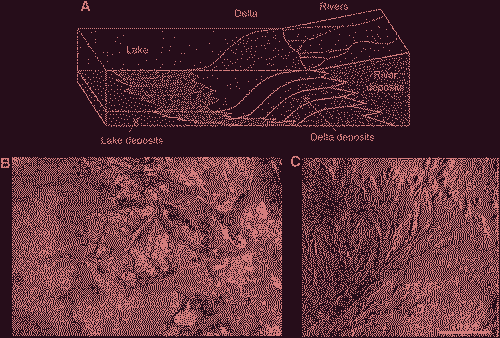 A
Delta
Rivers
Lake
River deposits
Lake deposits
Delta deposits
B
C